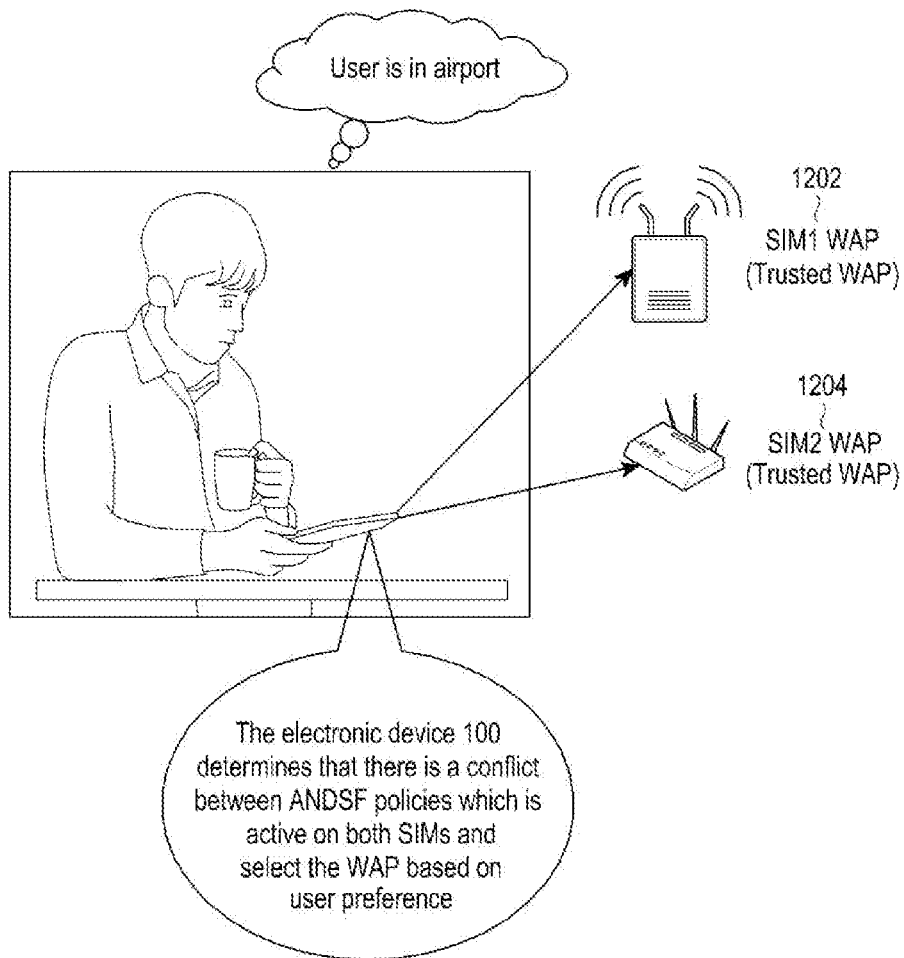 User is in airport
1202
SIM1 WAP
(Trusted WAP)
1204
SIM2 WAP
(Trusted WAP)
The electronic device 100
determines that there is a conflict
between ANDSF policies which is
active on both SIMs and
select the WAP based on
user preference